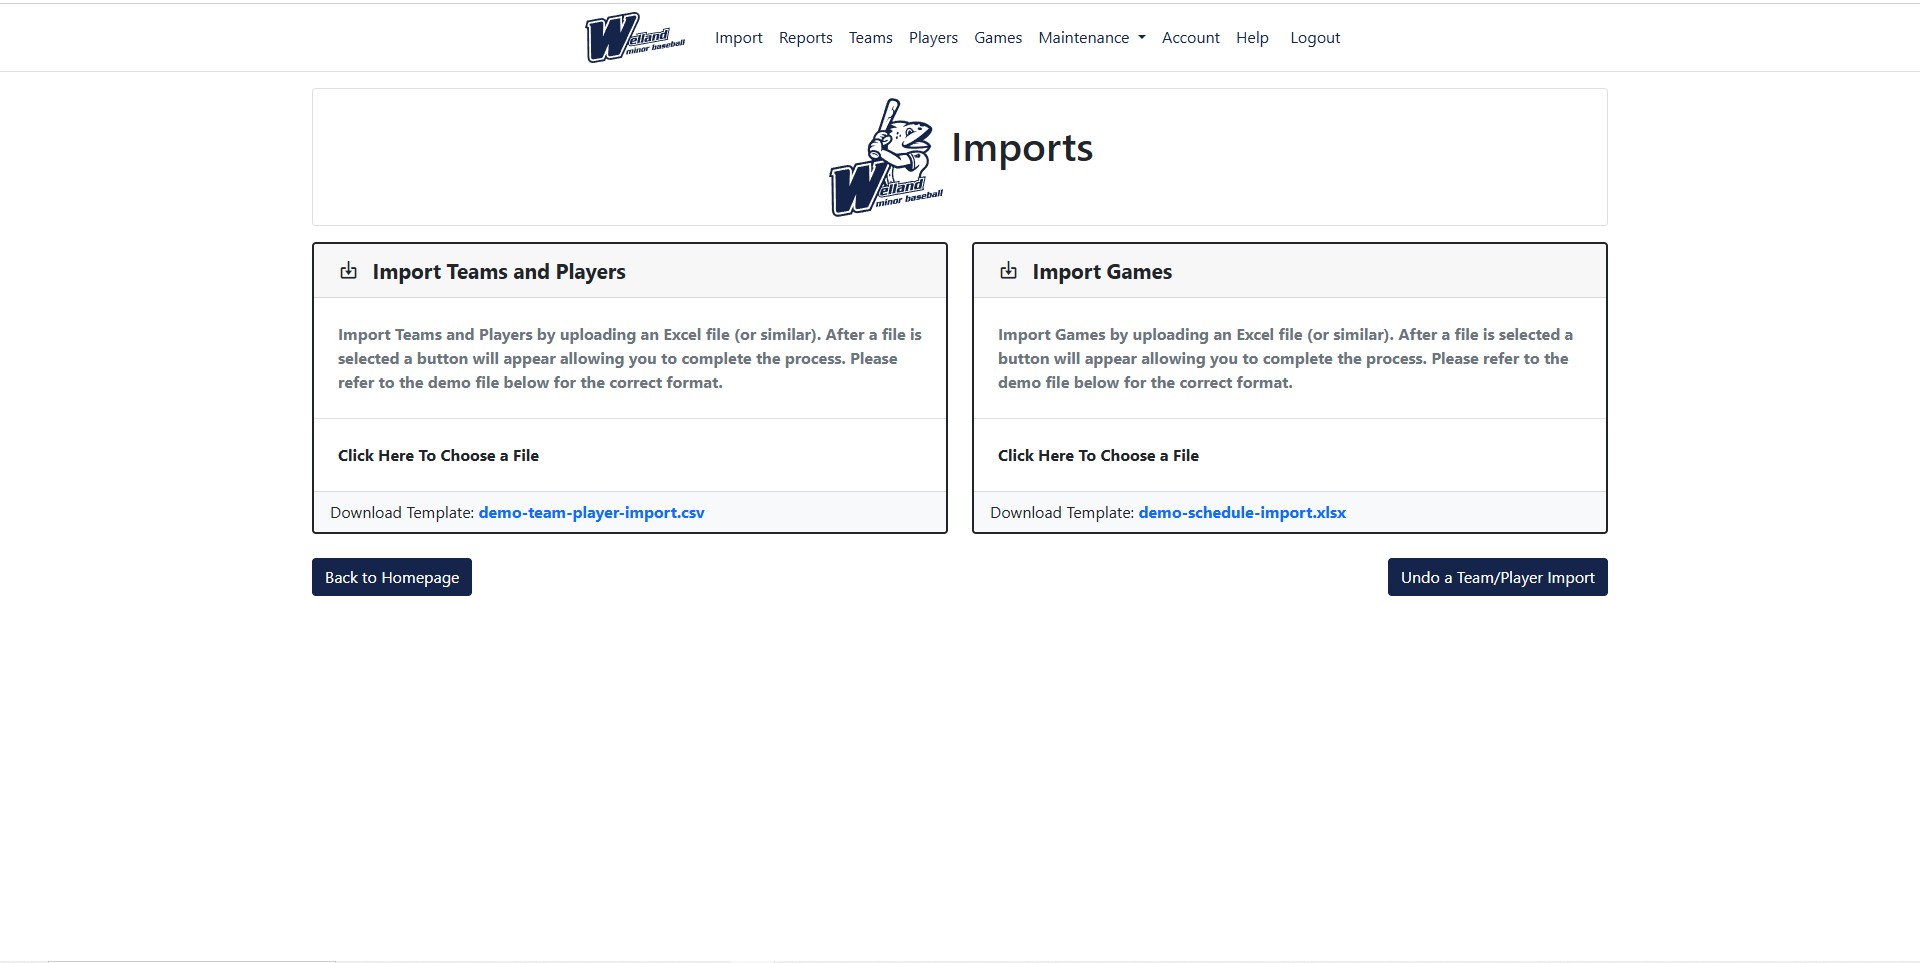 Welland
minor baseball
Import
Reports
Teams
Players
Games
Maintenance
Account
Help
Logout
Welland
minor baseball
Imports
Import Teams and Players
Import Teams and Players by uploading an Excel file (or similar). After a file is
selected a button will appear allowing you to complete the process. Please
refer to the demo file below for the correct format.
Click Here To Choose a File
Download Template: demo-team-player-import.csv
Import Games
Import Games by uploading an Excel file (or similar). After a file is selected a
button will appear allowing you to complete the process. Please refer to the
demo file below for the correct format.
Click Here To Choose a File
Download Template: demo-schedule-import.xlsx
Back to Homepage
Undo a Team/Player Import